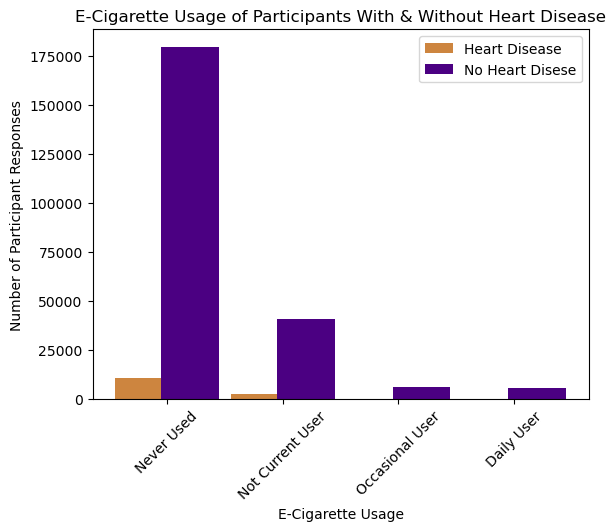 E-Cigarette Usage of Participants With & Without Heart Disease
Heart Disease
No Heart Disese
Number of Participant Responses
175000
150000
125000
100000
75000
50000
25000
0
Never Used
Not Current User
Occasional User
Daily User
E-Cigarette Usage